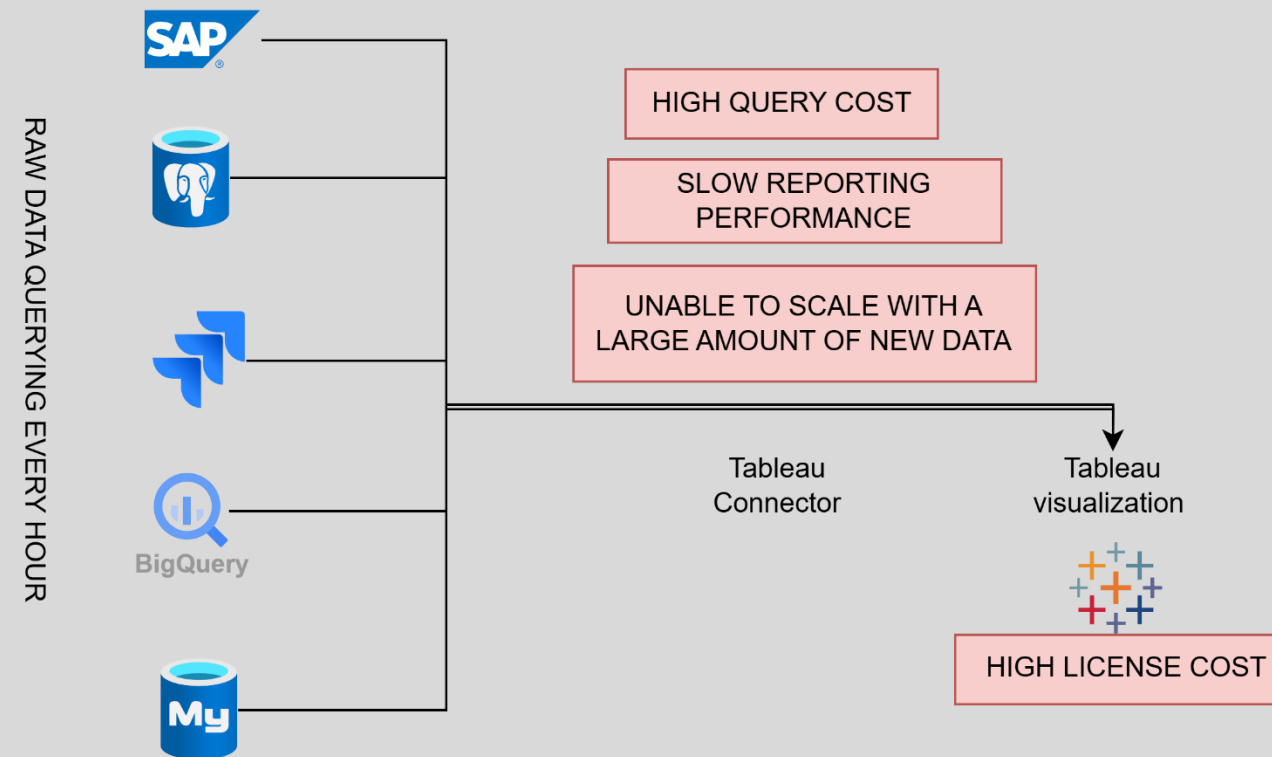 SAP
®
RAW DATA QUERYING EVERY HOUR
HIGH QUERY COST
SLOW REPORTING
PERFORMANCE
UNABLE TO SCALE WITH A
LARGE AMOUNT OF NEW DATA
Tableau
Connector
Tableau
visualization
BigQuery
HIGH LICENSE COST
My